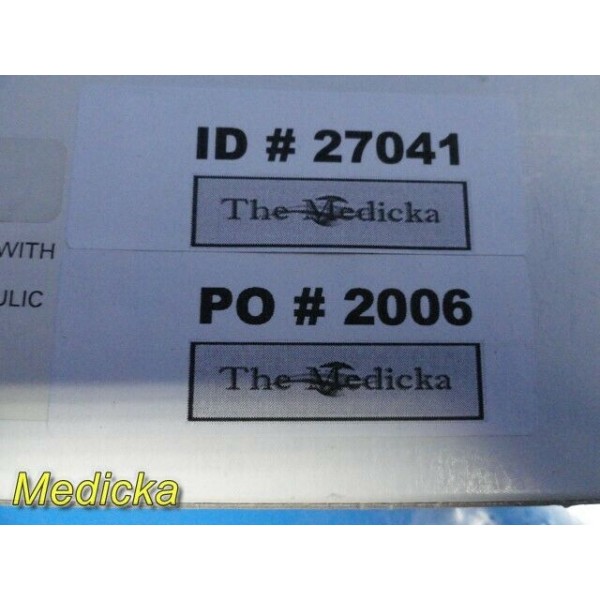 ID # 27041
The Medicka
WITH
ULIC
PO # 2006
The Medicka
Medicka